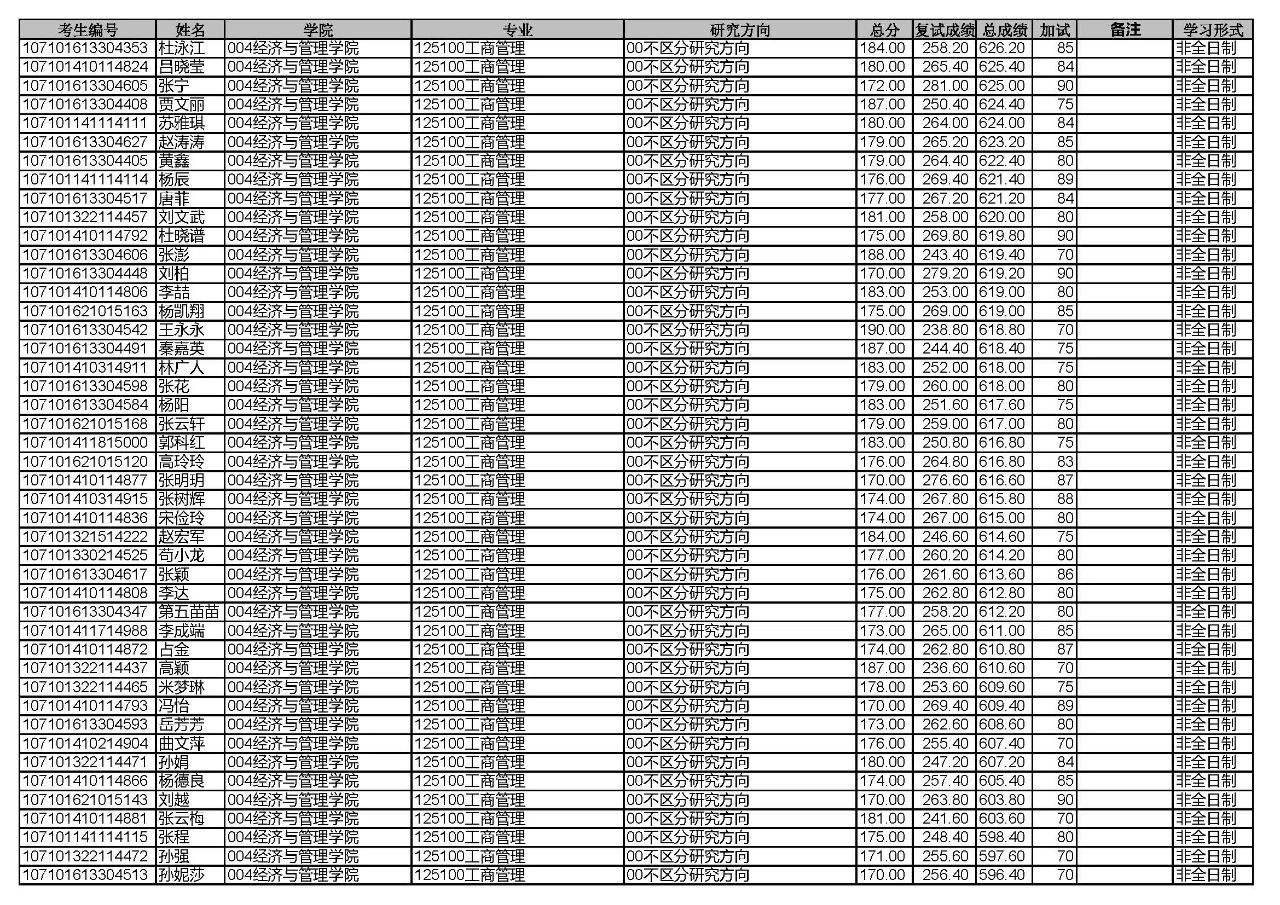 考生编号 姓名 学院 专业 研究方向 总分 复试成绩 总成绩 加试 备注 学习形式
107101613304353 杜泳江 004经济与管理学院 125100工商管理 00不区分研究方向 184.00 258.20 626.20 85 非全日制
107101410114824 吕晓莹 004经济与管理学院 125100工商管理 00不区分研究方向 180.00 265.40 625.40 84 非全日制
107101613304605 张宁 004经济与管理学院 125100工商管理 00不区分研究方向 172.00 281.00 625.00 90 非全日制
107101613304408 贾文丽 004经济与管理学院 125100工商管理 00不区分研究方向 187.00 250.40 624.40 75 非全日制
107101141114111 苏雅琪 004经济与管理学院 125100工商管理 00不区分研究方向 180.00 264.00 624.00 84 非全日制
107101613304627 赵涛涛 004经济与管理学院 125100工商管理 00不区分研究方向 179.00 265.20 623.20 85 非全日制
107101613304405 黄鑫 004经济与管理学院 125100工商管理 00不区分研究方向 179.00 264.40 622.40 80 非全日制
107101141114114 杨辰 004经济与管理学院 125100工商管理 00不区分研究方向 176.00 269.40 621.40 89 非全日制
107101613304517 唐菲 004经济与管理学院 125100工商管理 00不区分研究方向 177.00 267.20 621.20 84 非全日制
107101322114457 刘文武 004经济与管理学院 125100工商管理 00不区分研究方向 181.00 258.00 620.00 80 非全日制
107101410114792 杜晓谱 004经济与管理学院 125100工商管理 00不区分研究方向 175.00 269.80 619.80 90 非全日制
107101613304606 张澎 004经济与管理学院 125100工商管理 00不区分研究方向 188.00 243.40 619.40 70 非全日制
107101613304448 刘柏 004经济与管理学院 125100工商管理 00不区分研究方向 170.00 279.20 619.20 90 非全日制
107101410114806 李喆 004经济与管理学院 125100工商管理 00不区分研究方向 183.00 253.00 619.00 80 非全日制
107101621015163 杨凯翔 004经济与管理学院 125100工商管理 00不区分研究方向 175.00 269.00 619.00 85 非全日制
107101613304542 王永永 004经济与管理学院 125100工商管理 00不区分研究方向 190.00 238.80 618.80 70 非全日制
107101613304491 秦嘉英 004经济与管理学院 125100工商管理 00不区分研究方向 187.00 244.40 618.40 75 非全日制
107101410314911 林广人 004经济与管理学院 125100工商管理 00不区分研究方向 183.00 252.00 618.00 75 非全日制
107101613304598 张花 004经济与管理学院 125100工商管理 00不区分研究方向 179.00 260.00 618.00 80 非全日制
107101613304584 杨阳 004经济与管理学院 125100工商管理 00不区分研究方向 183.00 251.60 617.60 75 非全日制
107101621015168 张云轩 004经济与管理学院 125100工商管理 00不区分研究方向 179.00 259.00 617.00 80 非全日制
107101411815000 郭科红 004经济与管理学院 125100工商管理 00不区分研究方向 183.00 250.80 616.80 75 非全日制
107101621015120 高玲玲 004经济与管理学院 125100工商管理 00不区分研究方向 176.00 264.80 616.80 83 非全日制
107101410114877 张明玥 004经济与管理学院 125100工商管理 00不区分研究方向 170.00 276.60 616.60 87 非全日制
107101410314915 张树辉 004经济与管理学院 125100工商管理 00不区分研究方向 174.00 267.80 615.80 88 非全日制
107101410114836 宋俭玲 004经济与管理学院 125100工商管理 00不区分研究方向 174.00 267.00 615.00 80 非全日制
107101321514222 赵宏军 004经济与管理学院 125100工商管理 00不区分研究方向 184.00 246.60 614.60 75 非全日制
107101330214525 苟小龙 004经济与管理学院 125100工商管理 00不区分研究方向 177.00 260.20 614.20 80 非全日制
107101613304617 张颖 004经济与管理学院 125100工商管理 00不区分研究方向 176.00 261.60 613.60 86 非全日制
107101410114808 李达 004经济与管理学院 125100工商管理 00不区分研究方向 175.00 262.80 612.80 80 非全日制
107101613304347 第五苗苗 004经济与管理学院 125100工商管理 00不区分研究方向 177.00 258.20 612.20 80 非全日制
107101411714988 李成端 004经济与管理学院 125100工商管理 00不区分研究方向 173.00 265.00 611.00 85 非全日制
107101410114872 占金 004经济与管理学院 125100工商管理 00不区分研究方向 174.00 262.80 610.80 87 非全日制
107101322114437 高颖 004经济与管理学院 125100工商管理 00不区分研究方向 187.00 236.60 610.60 70 非全日制
107101322114465 米梦琳 004经济与管理学院 125100工商管理 00不区分研究方向 178.00 253.60 609.60 75 非全日制
107101410114793 冯怡 004经济与管理学院 125100工商管理 00不区分研究方向 170.00 269.40 609.40 89 非全日制
107101613304593 岳芳芳 004经济与管理学院 125100工商管理 00不区分研究方向 173.00 262.60 608.60 80 非全日制
107101410214904 曲文萍 004经济与管理学院 125100工商管理 00不区分研究方向 176.00 255.40 607.40 70 非全日制
107101322114471 孙娟 004经济与管理学院 125100工商管理 00不区分研究方向 180.00 247.20 607.20 84 非全日制
107101410114866 杨德良 004经济与管理学院 125100工商管理 00不区分研究方向 174.00 257.40 605.40 85 非全日制
107101621015143 刘越 004经济与管理学院 125100工商管理 00不区分研究方向 170.00 263.80 603.80 90 非全日制
107101410114881 张云梅 004经济与管理学院 125100工商管理 00不区分研究方向 181.00 241.60 603.60 70 非全日制
107101141114115 张程 004经济与管理学院 125100工商管理 00不区分研究方向 175.00 248.40 598.40 80 非全日制
107101322114472 孙强 004经济与管理学院 125100工商管理 00不区分研究方向 171.00 255.60 597.60 70 非全日制
107101613304513 孙妮莎 004经济与管理学院 125100工商管理 00不区分研究方向 170.00 256.40 596.40 70 非全日制